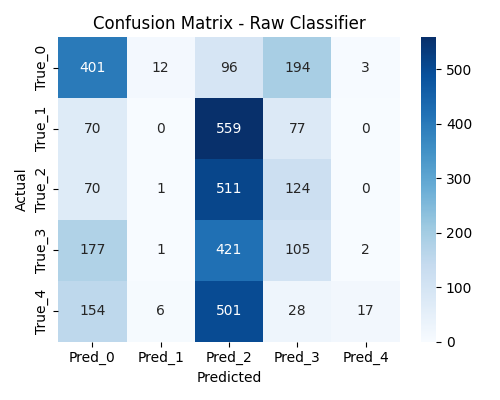 Confusion Matrix - Raw Classifier
True_0 401 12 96 194 3
True_1 70 0 559 77 0
True_2 70 1 511 124 0
True_3 177 1 421 105 2
True_4 154 6 501 28 17
Pred_0 Pred_1 Pred_2 Pred_3 Pred_4
Predicted
Actual
500
400
300
200
100
0